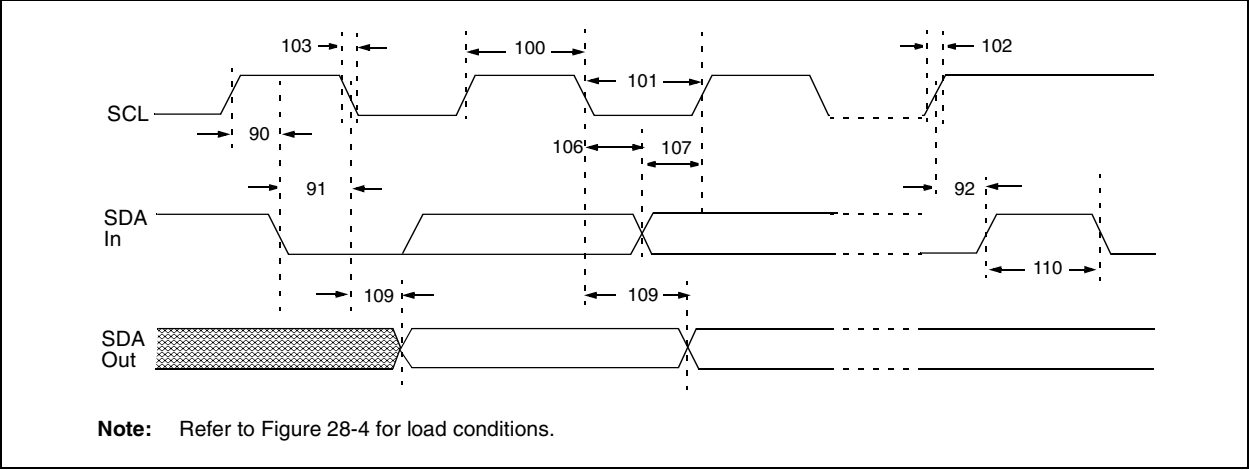 103
100
102
101
SCL
90
106
107
91
92
SDA
In
110
109
109
SDA
Out
Note: Refer to Figure 28-4 for load conditions.